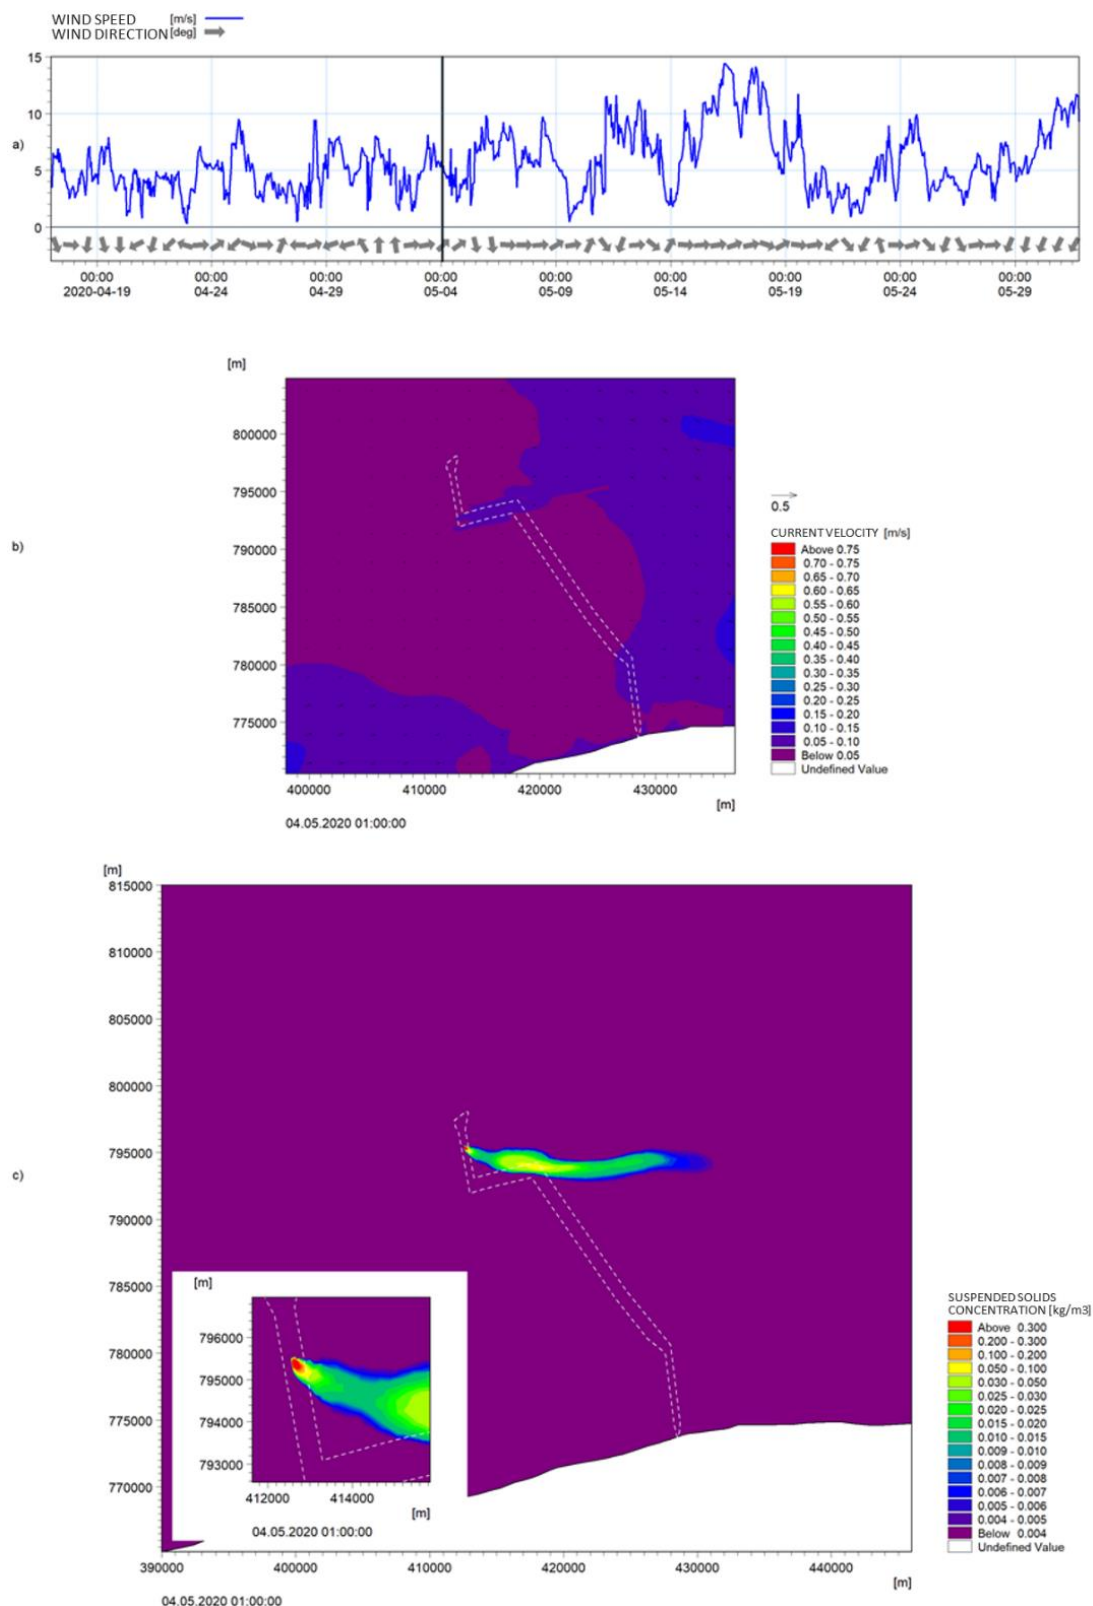 WIND SPEED [m/s]
WIND DIRECTION [deg]
15
10
a)
5
0
00:00 00:00 00:00 00:00 00:00 00:00 00:00 00:00 00:00
2020-04-19 04-24 04-29 05-04 05-09 05-14 05-19 05-24 05-29
[m]
800000
795000
0.5
CURRENT VELOCITY [m/s]
b)
790000
785000
780000
775000
Above 0.75
0.70 - 0.75
0.65 - 0.70
0.60 - 0.65
0.55 - 0.60
0.50 - 0.55
0.45 - 0.50
0.40 - 0.45
0.35 - 0.40
0.30 - 0.35
0.25 - 0.30
0.20 - 0.25
0.15 - 0.20
0.10 - 0.15
0.05 - 0.10
Below 0.05
Undefined Value
400000 410000 420000 430000
[m]
04.05.2020 01:00:00
[m]
815000
810000
805000
800000
795000
c)
790000
785000
780000
775000
770000
[m]
796000
795000
794000
793000
412000 414000
[m]
04.05.2020 01:00:00
SUSPENDED SOLIDS
CONCENTRATION [kg/m3]
Above 0.300
0.200 - 0.300
0.100 - 0.200
0.050 - 0.100
0.030 - 0.050
0.025 - 0.030
0.020 - 0.025
0.015 - 0.020
0.010 - 0.015
0.009 - 0.010
0.008 - 0.009
0.007 - 0.008
0.006 - 0.007
0.005 - 0.006
0.004 - 0.005
Below 0.004
Undefined Value
390000 400000 410000 420000 430000 440000
[m]
04.05.2020 01:00:00